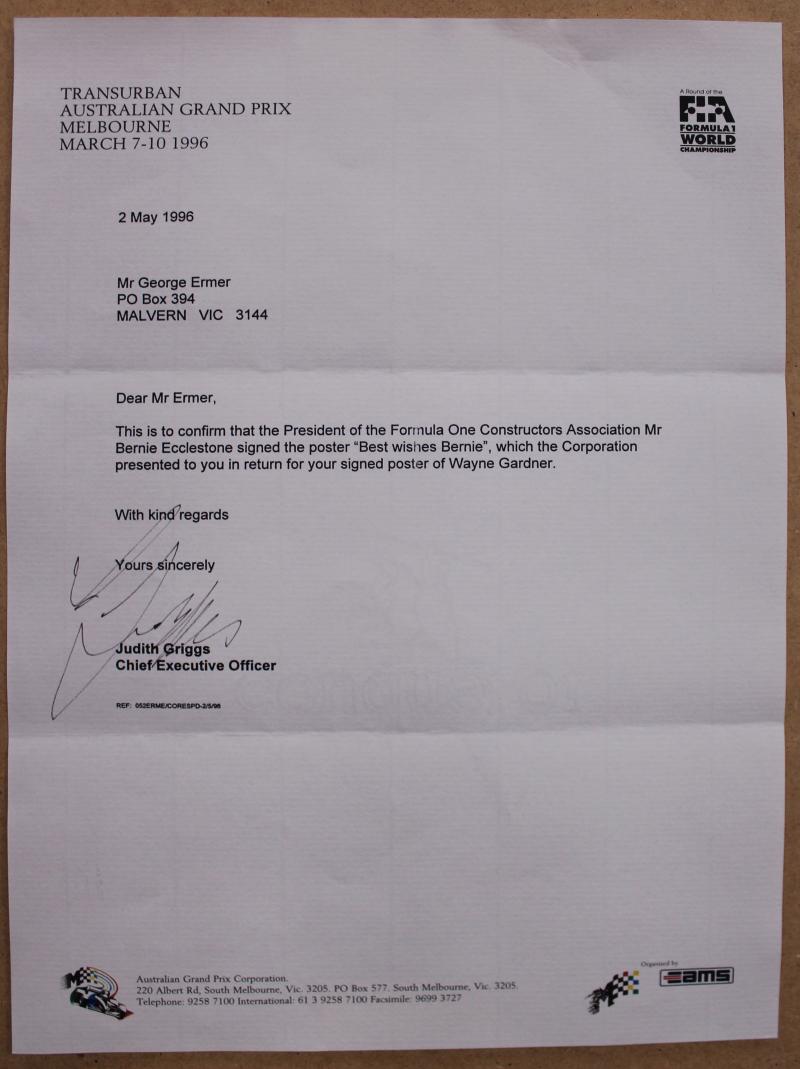 TRANSURBAN
AUSTRALIAN GRAND PRIX
MELBOURNE
MARCH 7-10 1996
A Round of the
FIA
FORMULA 1
WORLD
CHAMPIONSHIP
2 May 1996
Mr George Ermer
PO Box 394
MALVERN VIC 3144
Dear Mr Ermer,
This is to confirm that the President of the Formula One Constructors Association Mr
Bernie Ecclestone signed the poster “Best wishes Bernie”, which the Corporation
presented to you in return for your signed poster of Wayne Gardner.
With kind regards
Yours sincerely
Judith Griggs
Chief Executive Officer
REF: 052ERME/CORESPD-2/5/96
Australian Grand Prix Corporation.
220 Albert Rd, South Melbourne, Vic. 3205. PO Box 577. South Melbourne, Vic. 3205.
Telephone: 9258 7100 International: 61 3 9258 7100 Facsimile: 9699 3727
Organised by
ams